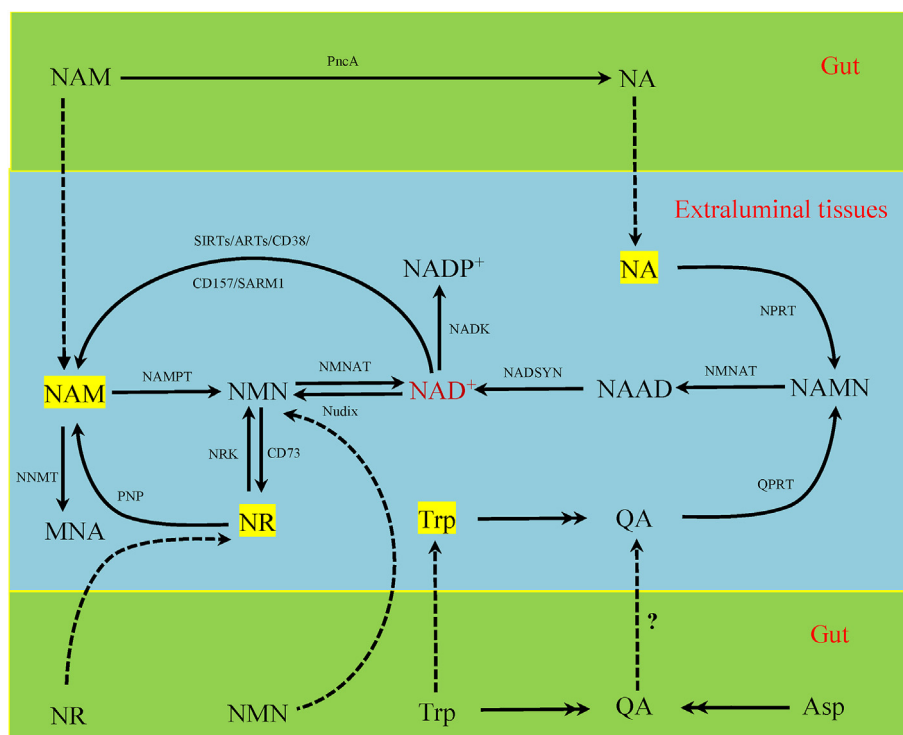 PncA
NAM
NA
Gut
Extraluminal tissues
SIRTs/ARTs/CD38/
CD157/SARM1
NADP+
NA
NPRT
NADK
NAM
NAMPT
NMN
NMNAT
Nudix
NAD+
NADSYN
NAAD
NMNAT
NAMN
NRK
CD73
NNMT
PNP
QPRT
MNA
NR
Trp
QA
?
Gut
NR
NMN
Trp
QA
Asp